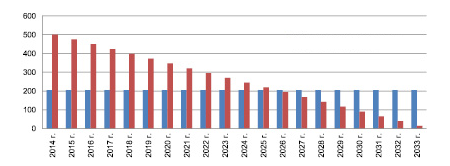 600
500
400
300
200
100
0
2014 г.
2015 г.
2016 г.
2017 г.
2018 г.
2019 г.
2020 г.
2021 г.
2022 г.
2023 г.
2024 г.
2025 г.
2026 г.
2027 г.
2028 г.
2029 г.
2030 г.
2031 г.
2032 г.
2033 г.